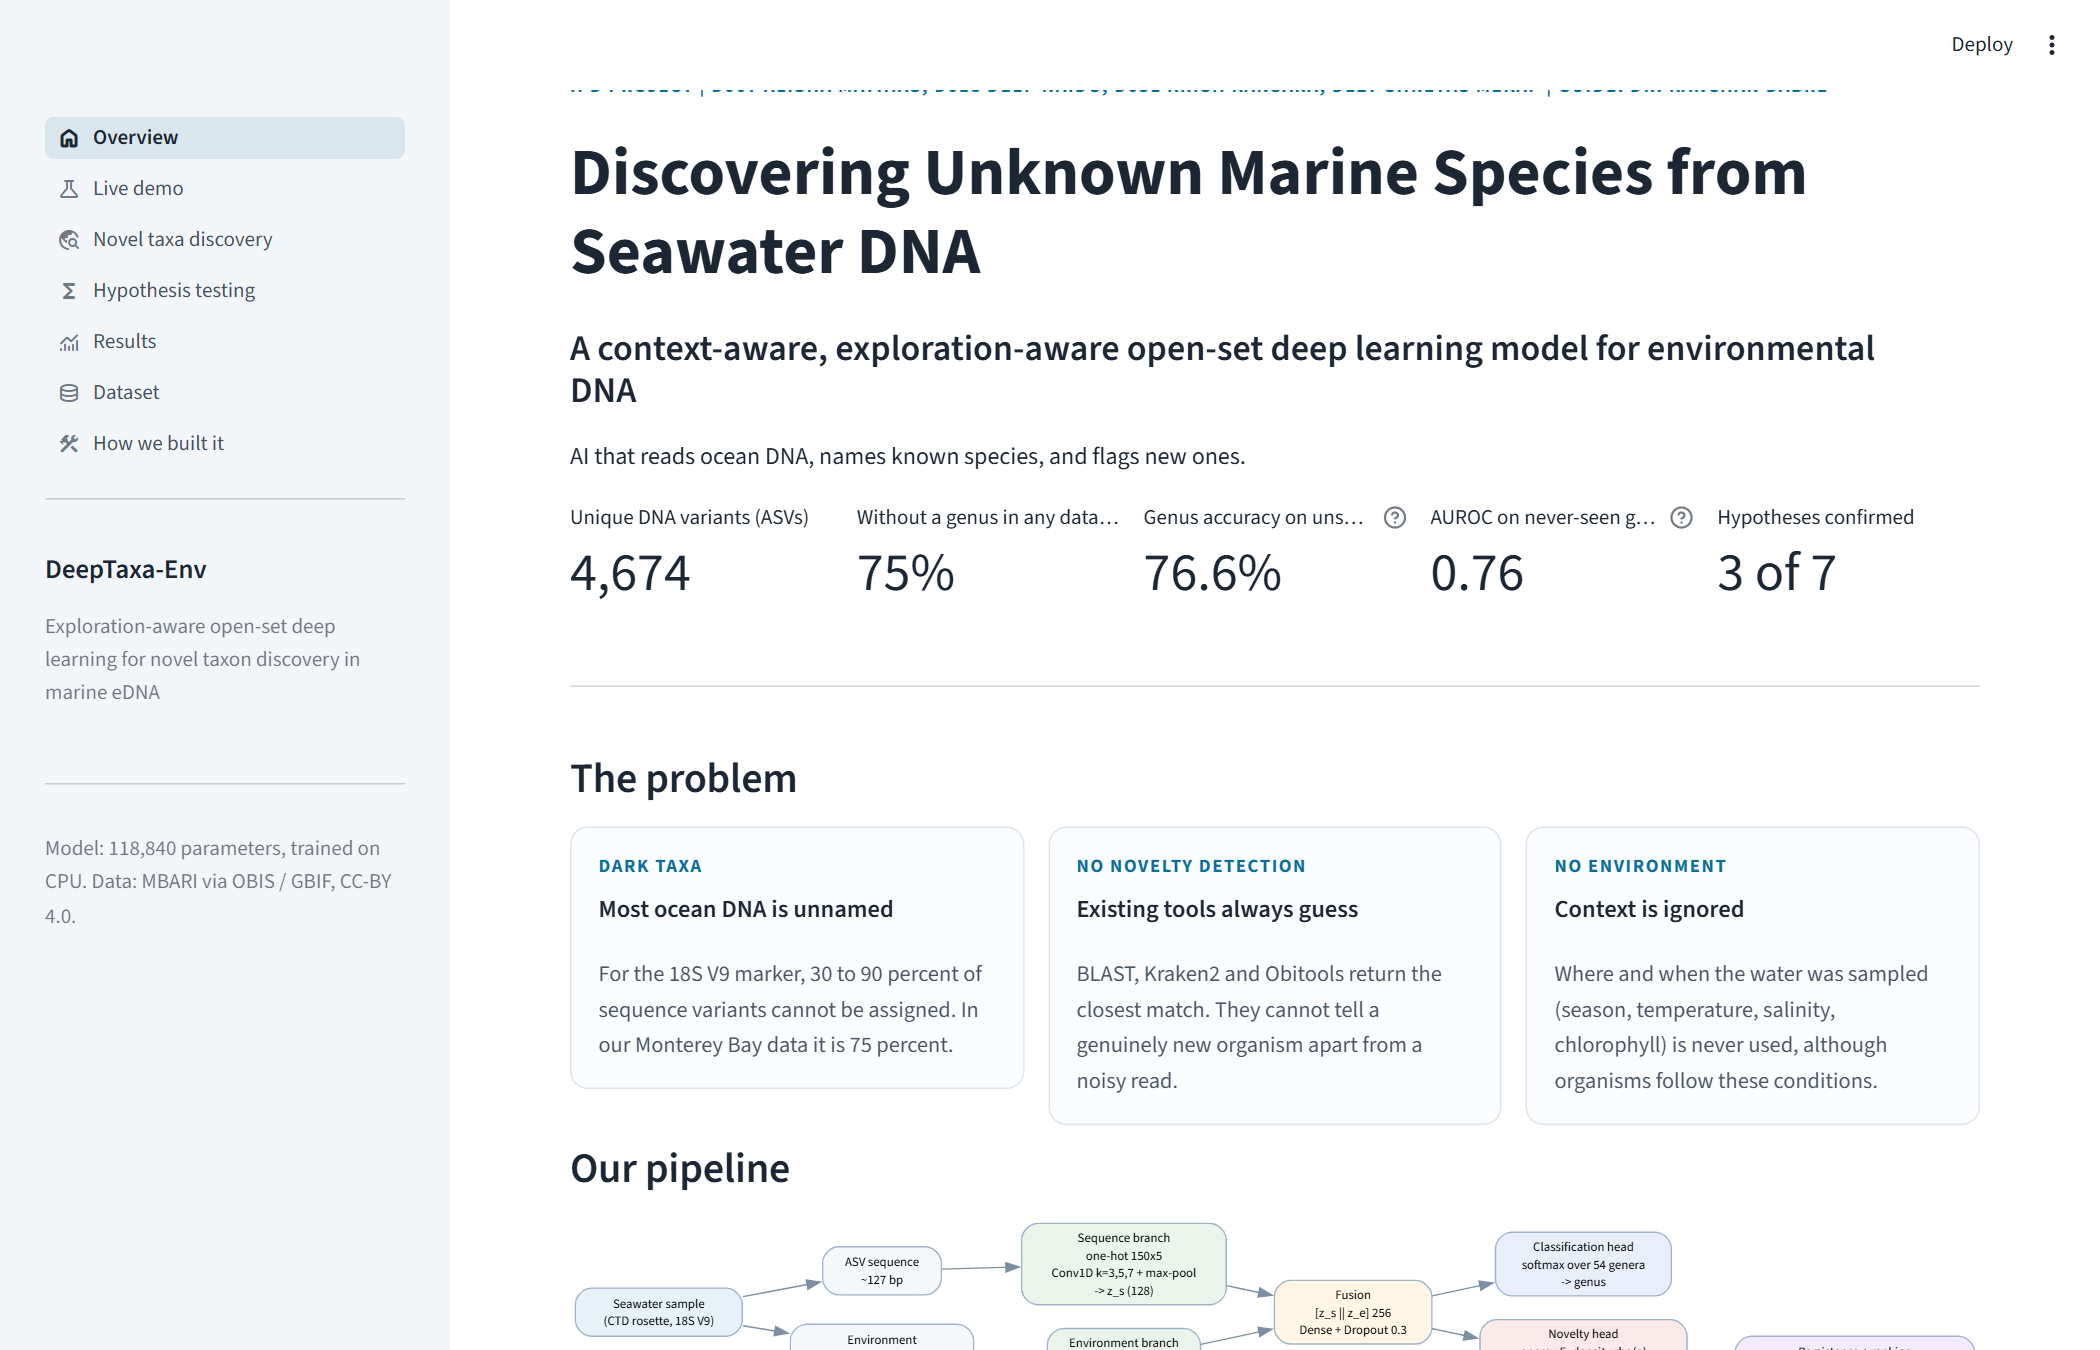 Deploy
Overview
Live demo
Novel taxa discovery
Hypothesis testing
Results
Dataset
How we built it
DeepTaxa-Env
Exploration-aware open-set deep
learning for novel taxon discovery in
marine eDNA
Model: 118,840 parameters, trained on
CPU. Data: MBARI via OBIS / GBIF, CC-BY
4.0.
Discovering Unknown Marine Species from
Seawater DNA
A context-aware, exploration-aware open-set deep learning model for environmental
DNA
AI that reads ocean DNA, names known species, and flags new ones.
Unique DNA variants (ASVs)
4,674
Without a genus in any data…
75%
Genus accuracy on uns…
76.6%
AUROC on never-seen g…
0.76
Hypotheses confirmed
3 of 7
The problem
DARK TAXA
Most ocean DNA is unnamed
For the 18S V9 marker, 30 to 90 percent of
sequence variants cannot be assigned. In
our Monterey Bay data it is 75 percent.
NO NOVELTY DETECTION
Existing tools always guess
BLAST, Kraken2 and Obitools return the
closest match. They cannot tell a
genuinely new organism apart from a
noisy read.
NO ENVIRONMENT
Context is ignored
Where and when the water was sampled
(season, temperature, salinity,
chlorophyll) is never used, although
organisms follow these conditions.
Our pipeline
Seawater sample
(CTD rosette, 18S V9)
ASV sequence
~127 bp
Environment
Sequence branch
one-hot 150x5
Conv1D k=3,5,7 + max-pool
-> z_s (128)
Environment branch
Fusion
[z_s || z_e] 256
Dense + Dropout 0.3
Classification head
softmax over 54 genera
-> genus
Novelty head